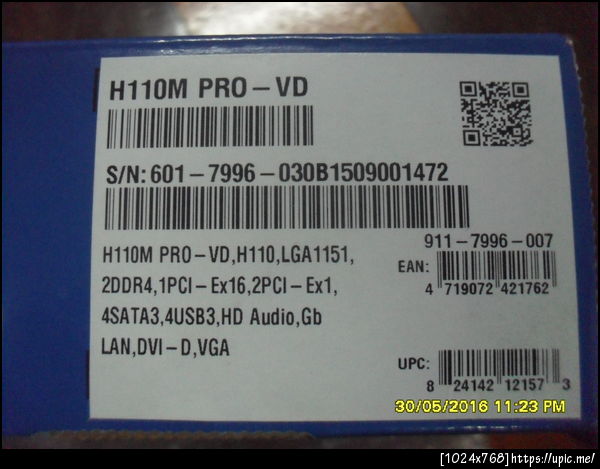 H110M PRO-VD
S/N:601-7996-030B1509001472
911-7996-007
H110M PRO-VD,H110,LGA1151,
2DDR4,1PCI-Ex16,2PCI-Ex1,
4SATA3,4USB3,HD Audio,Gb
LAN,DVI-D,VGA
EAN:
4 719072 421762
UPC:
8 24142 12157 3
30/05/2016 11:23 PM
[1024x768]https://upic.me/